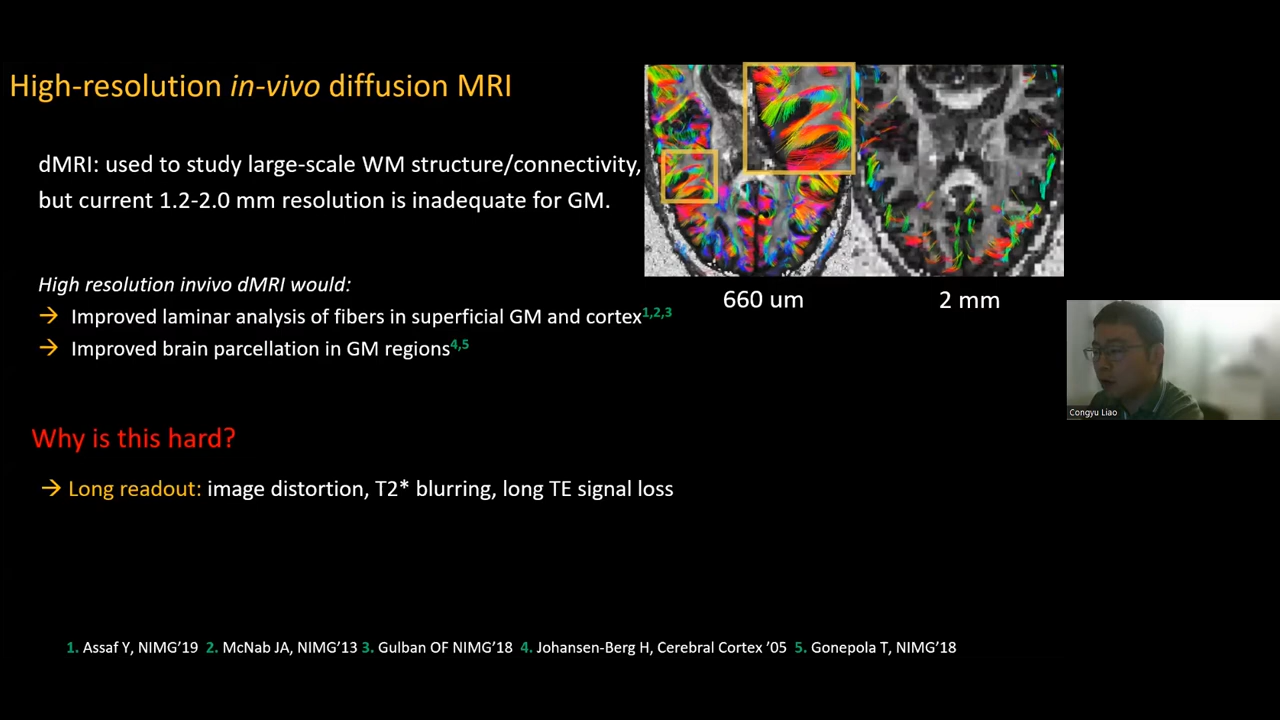 High-resolution in-vivo diffusion MRI
dMRI: used to study large-scale WM structure/connectivity,
but current 1.2-2.0 mm resolution is inadequate for GM.
660 um
2 mm
High resolution invivo dMRI would:
→ Improved laminar analysis of fibers in superficial GM and cortex1,2,3
→ Improved brain parcellation in GM regions4,5
Congyu Liao
Why is this hard?
→ Long readout: image distortion, T2* blurring, long TE signal loss
1. Assaf Y, NIMG'19 2. McNab JA, NIMG'13 3. Gulban OF NIMG'18 4. Johansen-Berg H, Cerebral Cortex '05 5. Gonepola T, NIMG'18